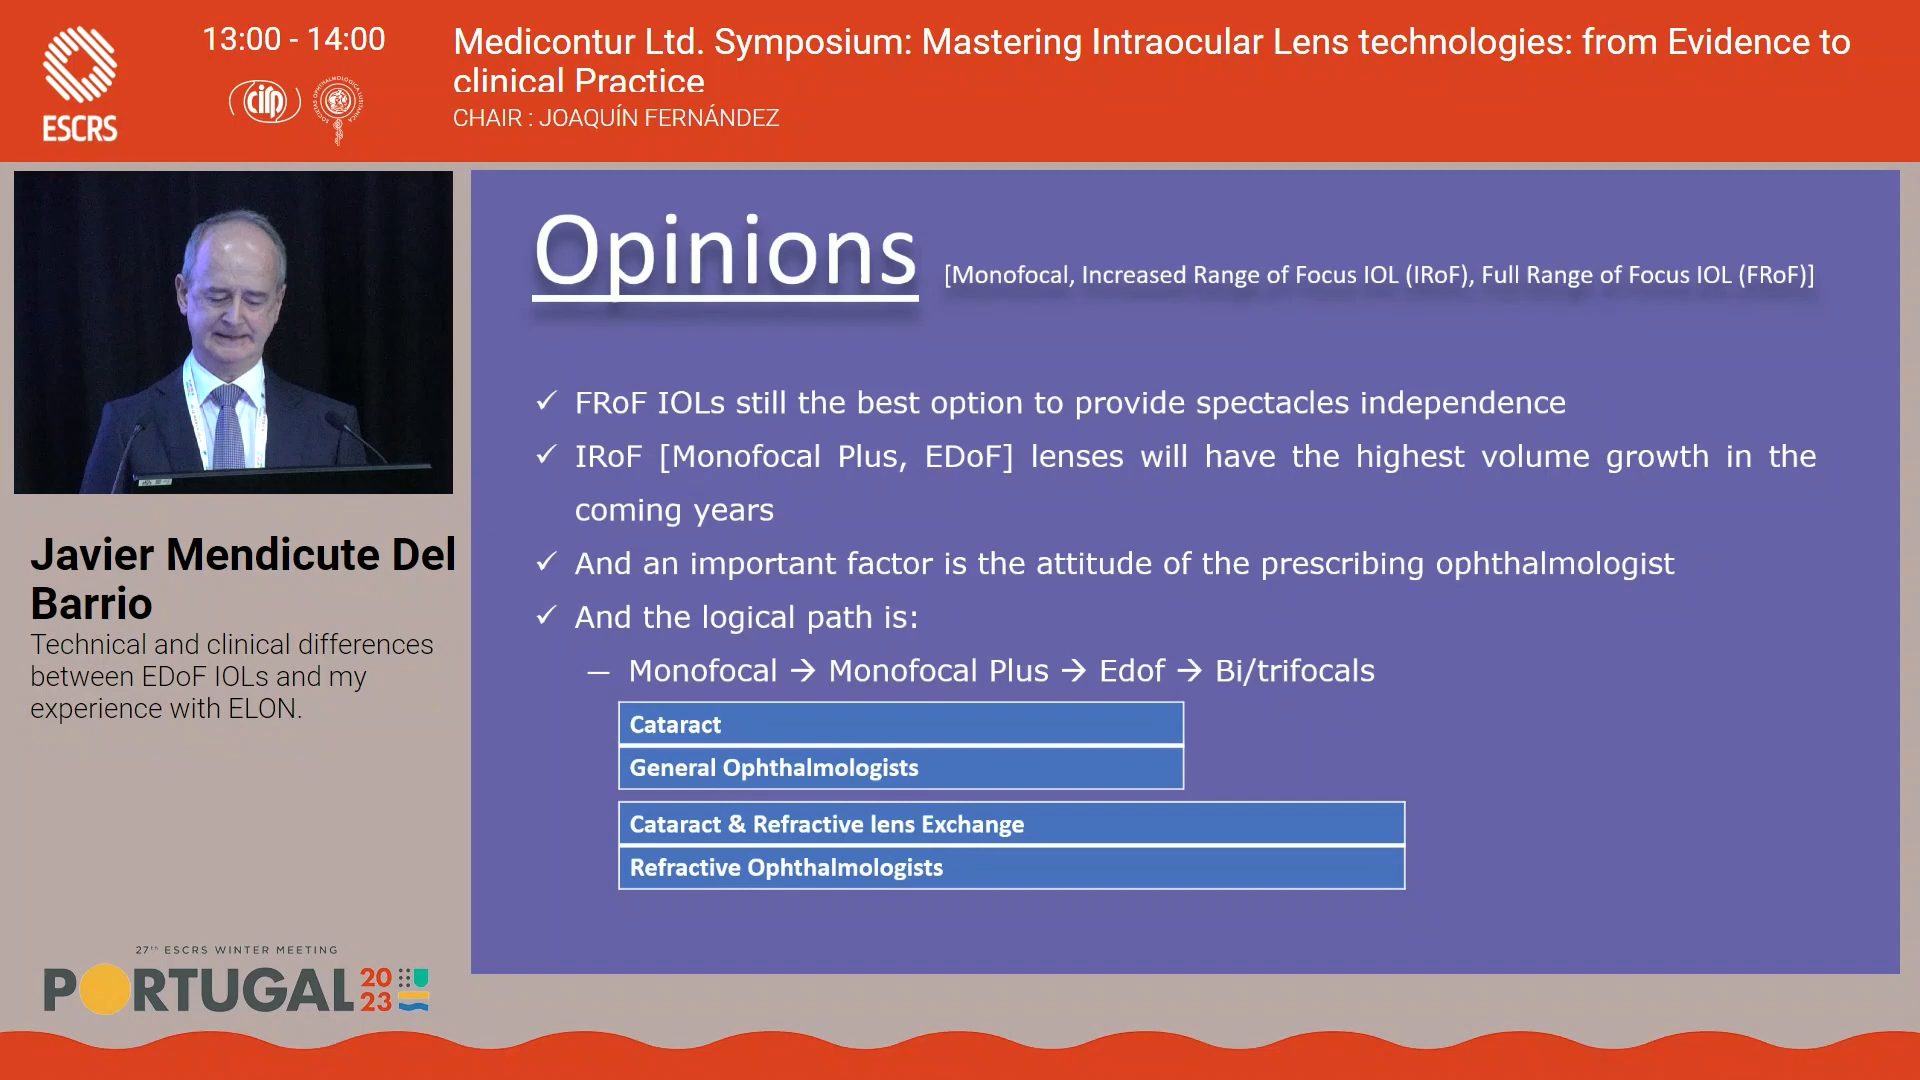 13:00 - 14:00
Medicontur Ltd. Symposium: Mastering Intraocular Lens technologies: from Evidence to
clinical Practice
CHAIR : JOAQUÍN FERNÁNDEZ
ESCRS
cirp
Opinions [Monofocal, Increased Range of Focus IOL (IRoF), Full Range of Focus IOL (FRoF)]
✓ FRoF IOLs still the best option to provide spectacles independence
✓ IRoF [Monofocal Plus, EDoF] lenses will have the highest volume growth in the
coming years
✓ And an important factor is the attitude of the prescribing ophthalmologist
✓ And the logical path is:
— Monofocal → Monofocal Plus → Edof → Bi/trifocals
Cataract
General Ophthalmologists
Cataract & Refractive lens Exchange
Refractive Ophthalmologists
Javier Mendicute Del
Barrio
Technical and clinical differences
between EDoF IOLs and my
experience with ELON.
27th ESCRS WINTER MEETING
PORTUGAL 2023